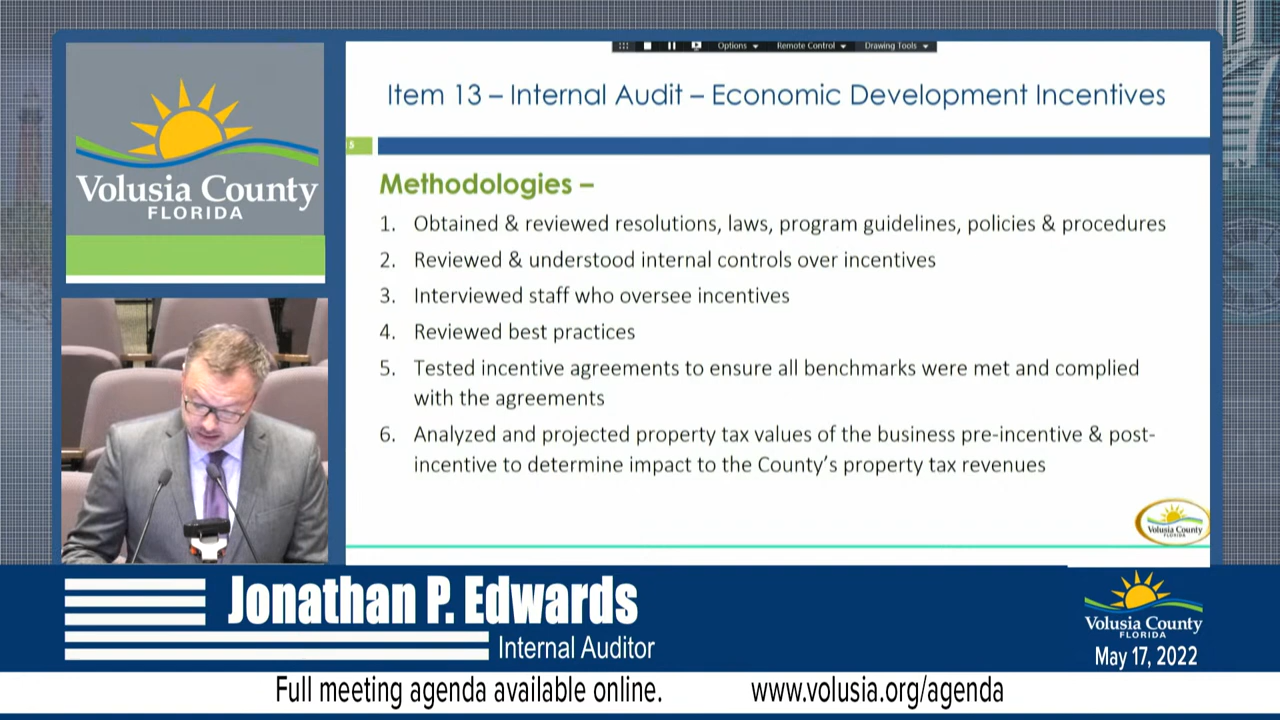 Options
Remote Control
Drawing Tools
Item 13 – Internal Audit – Economic Development Incentives
5
Volusia County
FLORIDA
Methodologies –
1. Obtained & reviewed resolutions, laws, program guidelines, policies & procedures
2. Reviewed & understood internal controls over incentives
3. Interviewed staff who oversee incentives
4. Reviewed best practices
5. Tested incentive agreements to ensure all benchmarks were met and complied
with the agreements
6. Analyzed and projected property tax values of the business pre-incentive & post-
incentive to determine impact to the County's property tax revenues
Volusia County
FLORIDA
Jonathan P. Edwards
Internal Auditor
Volusia County
FLORIDA
May 17, 2022
Full meeting agenda available online. www.volusia.org/agenda